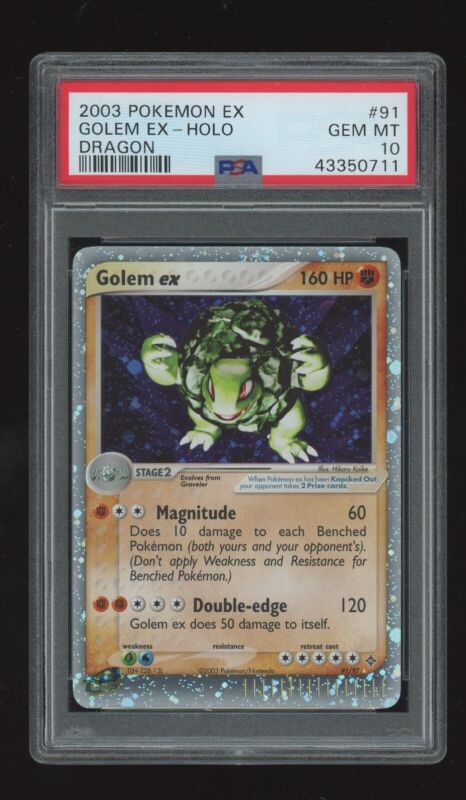 2003 POKEMON EX #91
GOLEM EX - HOLO GEM MT
DRAGON 10
PSA 43350711
Golem ex 160 HP
Illus. Hikaru Koike
STAGE2
Evolves from
Graveler
When Pokémon-ex has been Knocked Out,
your opponent takes 2 Prize cards.
Magnitude 60
Does 10 damage to each Benched
Pokémon (both yours and your opponent's).
(Don't apply Weakness and Resistance for
Benched Pokémon.)
Double-edge 120
Golem ex does 50 damage to itself.
weakness resistance retreat cost
©2003 Pokémon/Nintendo 91/97